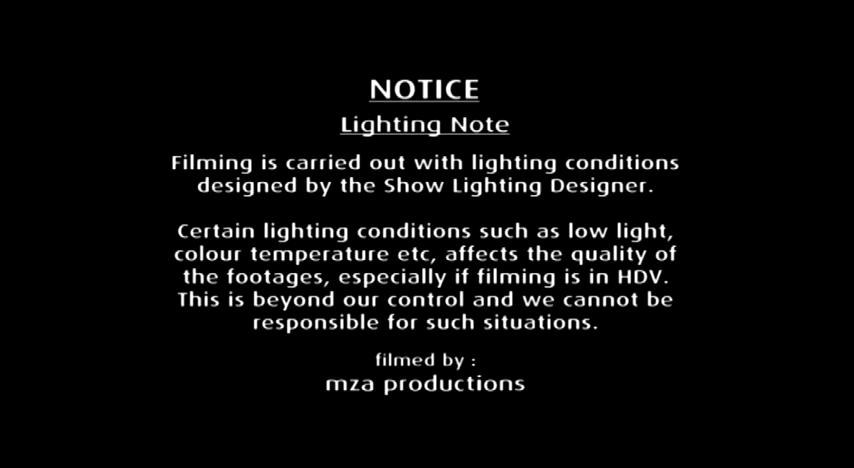 NOTICE
Lighting Note
Filming is carried out with lighting conditions
designed by the Show Lighting Designer.
Certain lighting conditions such as low light,
colour temperature etc, affects the quality of
the footages, especially if filming is in HDV.
This is beyond our control and we cannot be
responsible for such situations.
filmed by :
mza productions